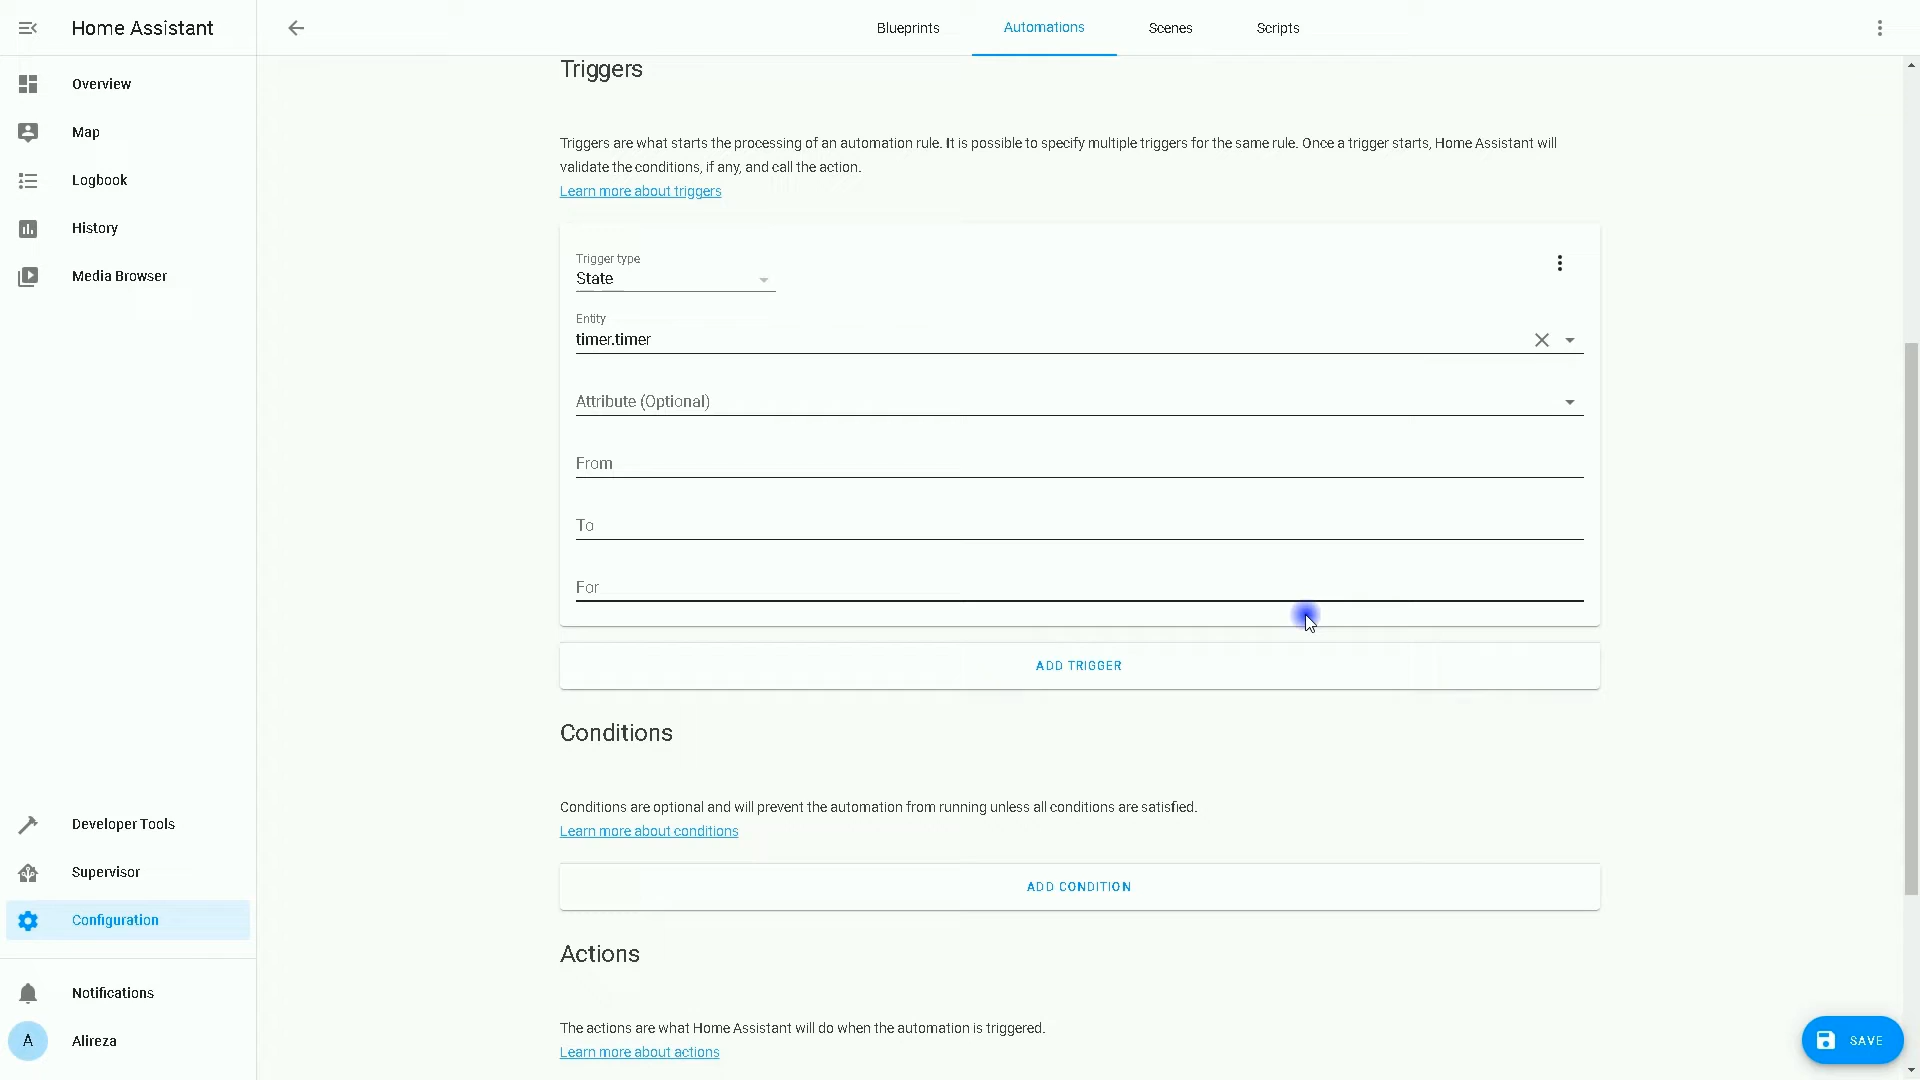 Home Assistant
Blueprints
Automations
Scenes
Scripts
Overview
Map
Logbook
History
Media Browser
Developer Tools
Supervisor
Configuration
Notifications
A
Alireza
Triggers
Triggers are what starts the processing of an automation rule. It is possible to specify multiple triggers for the same rule. Once a trigger starts, Home Assistant will
validate the conditions, if any, and call the action.
Learn more about triggers
Trigger type
State
Entity
timer.timer
Attribute (Optional)
From
To
For
ADD TRIGGER
Conditions
Conditions are optional and will prevent the automation from running unless all conditions are satisfied.
Learn more about conditions
ADD CONDITION
Actions
The actions are what Home Assistant will do when the automation is triggered.
Learn more about actions
SAVE